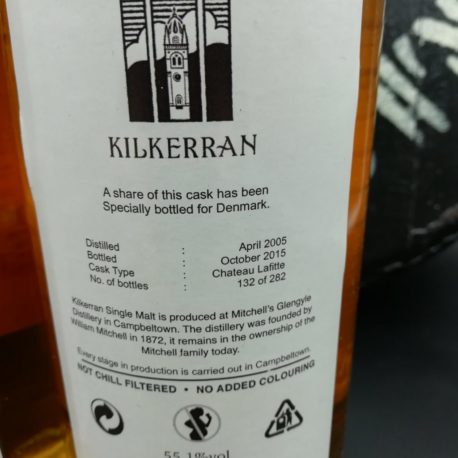 KILKERRAN
A share of this cask has been
Specially bottled for Denmark.
Distilled : April 2005
Bottled : October 2015
Cask Type : Chateau Lafitte
No. of bottles : 132 of 282
Kilkerran Single Malt is produced at Mitchell's Glengyle
Distillery in Campbeltown. The distillery was founded by
William Mitchell in 1872, it remains in the ownership of the
Mitchell family today.
Every stage in production is carried out in Campbeltown.
NOT CHILL FILTERED • NO ADDED COLOURING
55.1%vol